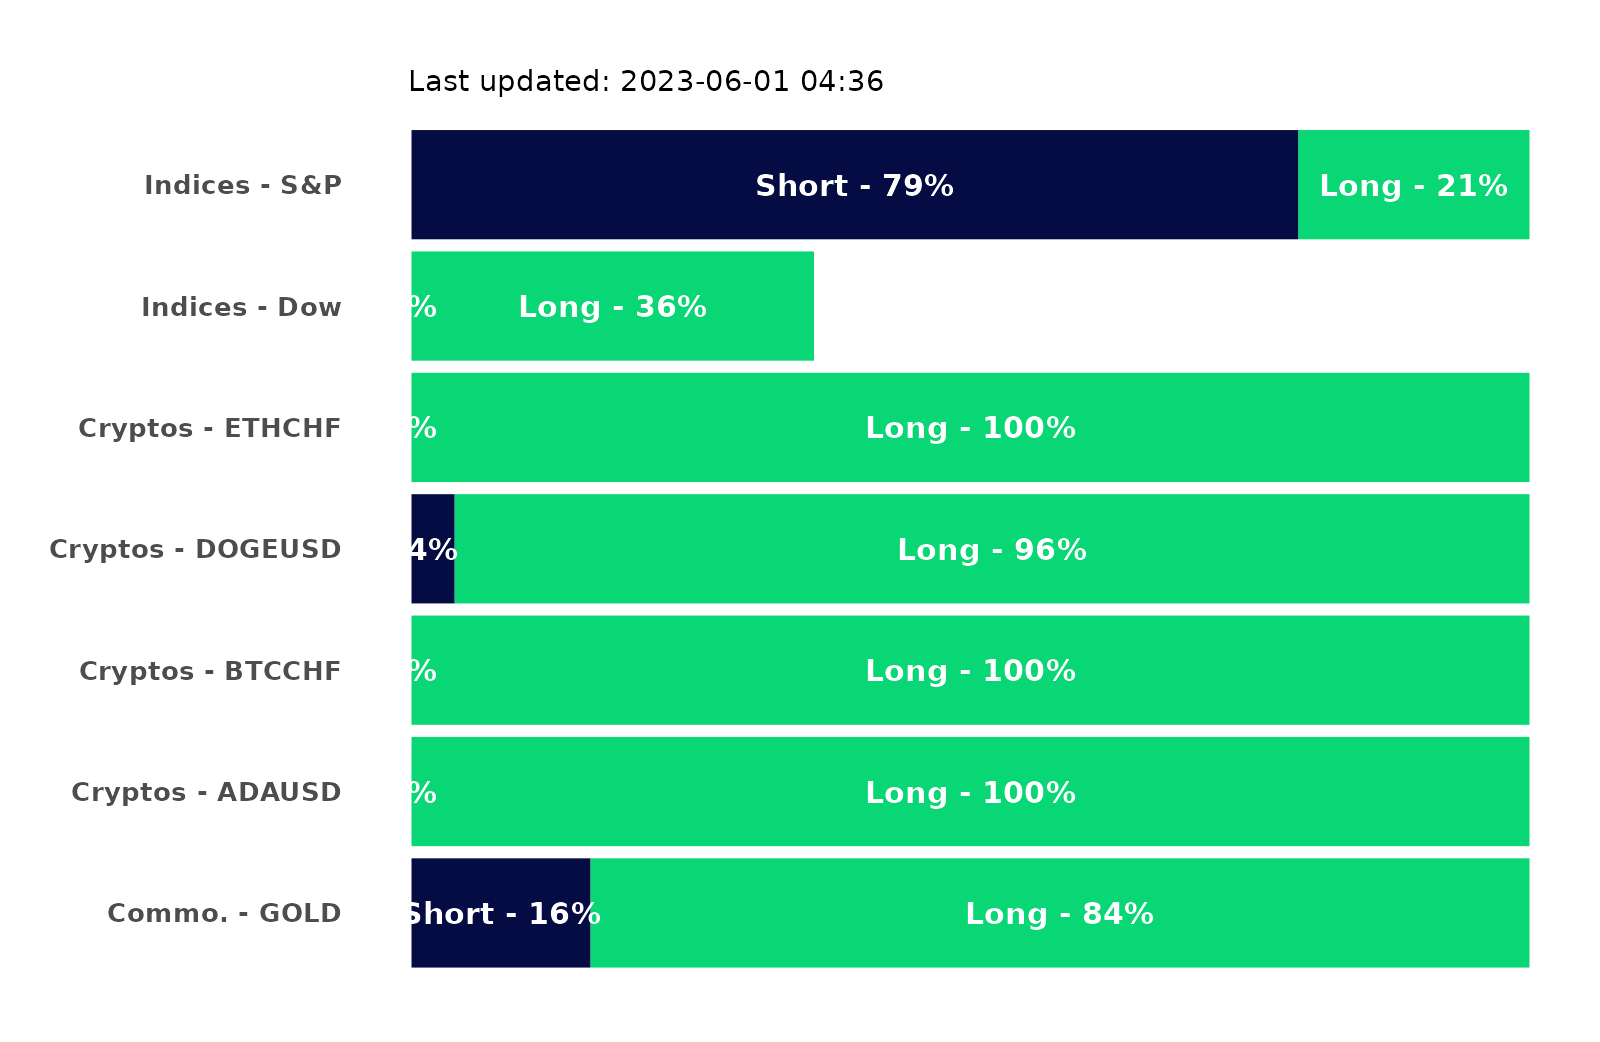 Last updated: 2023-06-01 04:36
Indices - S&P Short - 79% Long - 21%
Indices - Dow % Long - 36%
Cryptos - ETHCHF % Long - 100%
Cryptos - DOGEUSD 4% Long - 96%
Cryptos - BTCCHF % Long - 100%
Cryptos - ADAUSD % Long - 100%
Commo. - GOLD Short - 16% Long - 84%